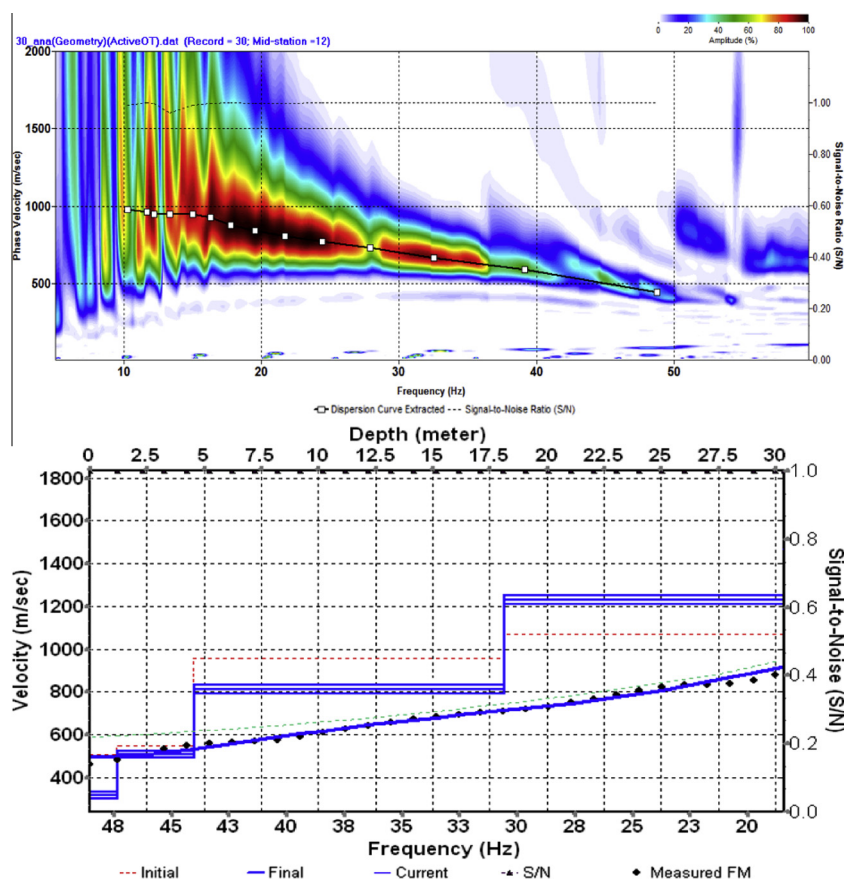 30_ana(Geometry)(ActiveOT).dat (Record = 30; Mid-station =12)
0 20 40 60 80 100
Amplitude (%)
2000
1500
1000
500
Phase Velocity (m/sec)
1.00
0.80
0.60
0.40
0.20
0.00
Signal-to-Noise Ratio (S/N)
10 20 30 40 50
Frequency (Hz)
Dispersion Curve Extracted Signal-to-Noise Ratio (S/N)
Depth (meter)
0 2.5 5 7.5 10 12.5 15 17.5 20 22.5 25 27.5 30
1800
1600
1400
1200
1000
800
600
400
Velocity (m/sec)
1.0
0.8
0.6
0.4
0.2
0.0
Signal-to-Noise (S/N)
48 45 43 40 38 35 33 30 28 25 23 20
Frequency (Hz)
Initial Final Current S/N Measured FM